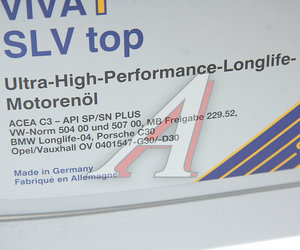 VIVA 1
SLV top
Ultra-High-Performance-Longlife-
Motorenöl
ACEA C3 – API SP/SN PLUS
VW-Norm 504 00 und 507 00, MB Freigabe 229.52,
BMW Longlife-04, Porsche C30
Opel/Vauxhall OV 0401547-G30/-D30
Made in Germany
Fabriqué en Allemagne